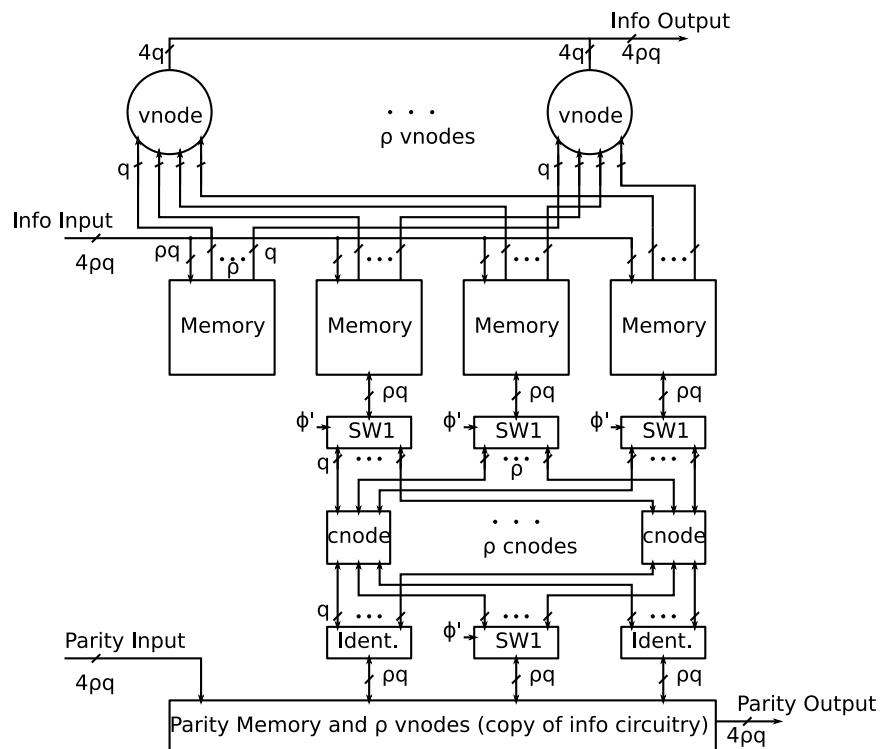 Info Output
4q
4q
4ρq
vnode
. . .
vnode
ρ vnodes
q
q
Info Input
4ρq
ρq
...
ρ
q
...
...
...
Memory
Memory
Memory
Memory
ρq
ρq
ρq
ϕ'
SW1
ϕ'
SW1
ϕ'
SW1
q
...
...
ρ
...
cnode
. . .
ρ cnodes
cnode
q
...
...
...
Parity Input
4ρq
Ident.
ϕ'
SW1
Ident.
ρq
ρq
ρq
Parity Memory and ρ vnodes (copy of info circuitry)
Parity Output
4ρq